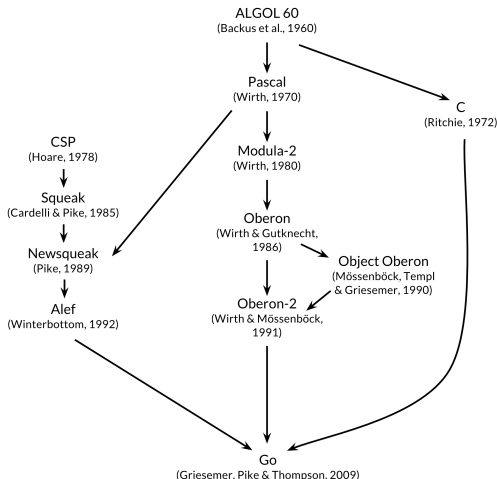 ALGOL 60
(Backus et al., 1960)
Pascal
(Wirth, 1970)
C
(Ritchie, 1972)
CSP
(Hoare, 1978)
Modula-2
(Wirth, 1980)
Squeak
(Cardelli & Pike, 1985)
Oberon
(Wirth & Gutknecht,
1986)
Newsqueak
(Pike, 1989)
Object Oberon
(Mössenböck, Templ
& Griesemer, 1990)
Alef
(Winterbottom, 1992)
Oberon-2
(Wirth & Mössenböck,
1991)
Go
(Griesemer, Pike & Thompson, 2009)